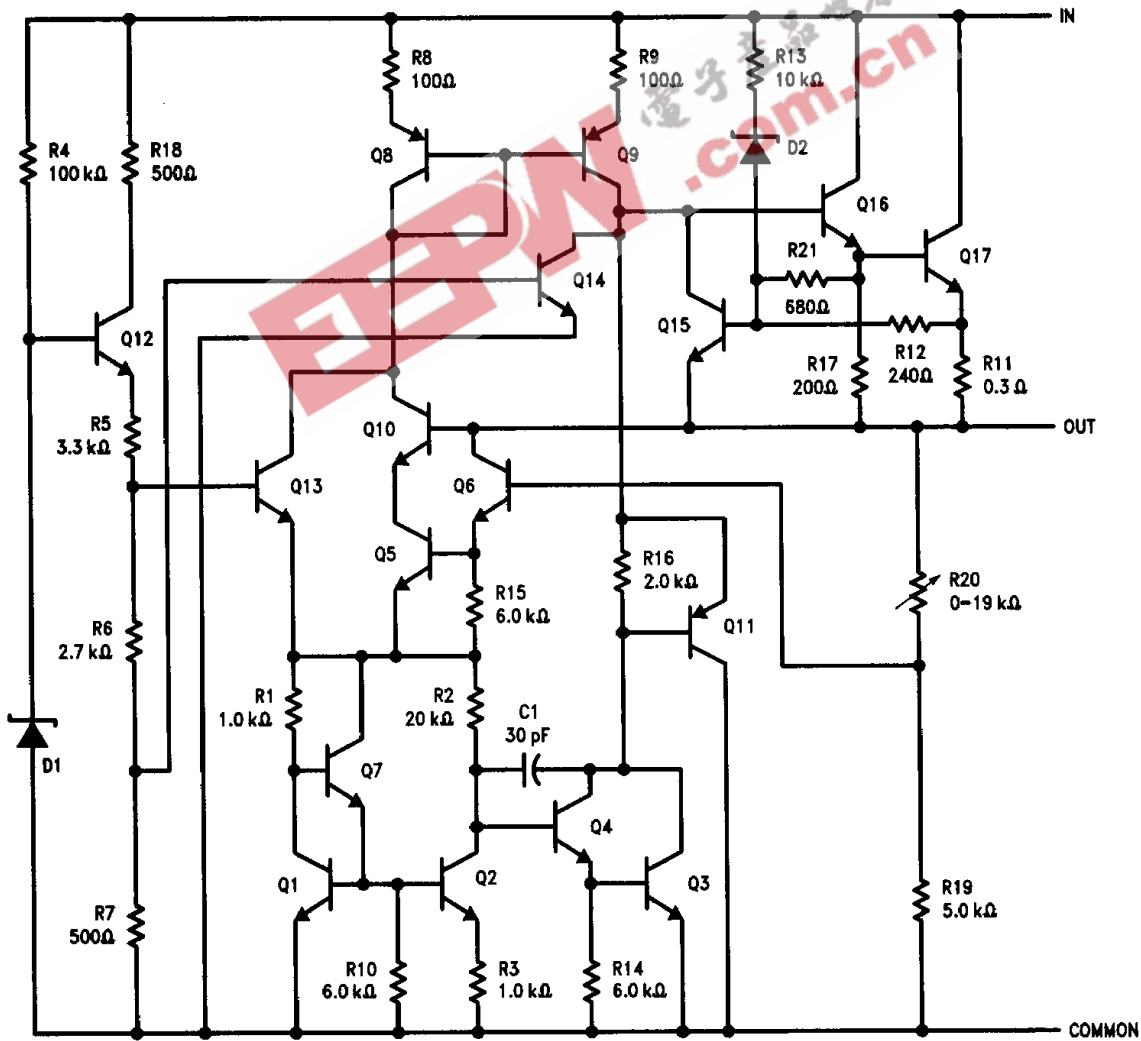 IN
R8
100Ω
R9
100Ω
R13
10 kΩ
R4
100 kΩ
R18
500Ω
Q8
Q9
D2
.com.cn
EEPW
Q16
Q14
R21
680Ω
Q17
Q12
Q15
R12
240Ω
R17
200Ω
R11
0.3 Ω
R5
3.3 kΩ
Q10
OUT
Q13
Q6
Q5
R16
2.0 kΩ
R15
6.0 kΩ
R20
0–19 kΩ
Q11
R6
2.7 kΩ
R1
1.0 kΩ
R2
20 kΩ
C1
30 pF
D1
Q7
Q4
Q1
Q2
Q3
R19
5.0 kΩ
R7
500Ω
R10
6.0 kΩ
R3
1.0 kΩ
R14
6.0 kΩ
COMMON